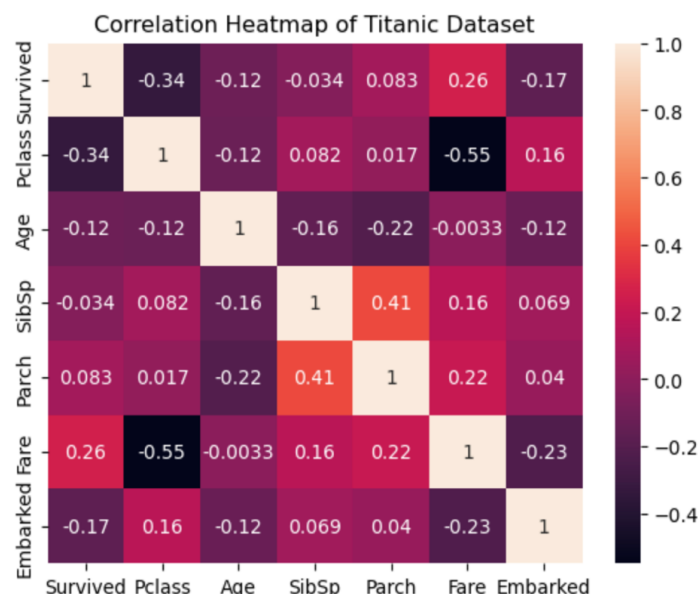 Correlation Heatmap of Titanic Dataset
Survived 1 -0.34 -0.12 -0.034 0.083 0.26 -0.17
Pclass -0.34 1 -0.12 0.082 0.017 -0.55 0.16
Age -0.12 -0.12 1 -0.16 -0.22 -0.0033 -0.12
SibSp -0.034 0.082 -0.16 1 0.41 0.16 0.069
Parch 0.083 0.017 -0.22 0.41 1 0.22 0.04
Fare 0.26 -0.55 -0.0033 0.16 0.22 1 -0.23
Embarked -0.17 0.16 -0.12 0.069 0.04 -0.23 1
Survived Pclass Age SibSp Parch Fare Embarked
1.0
0.8
0.6
0.4
0.2
0.0
−0.2
−0.4